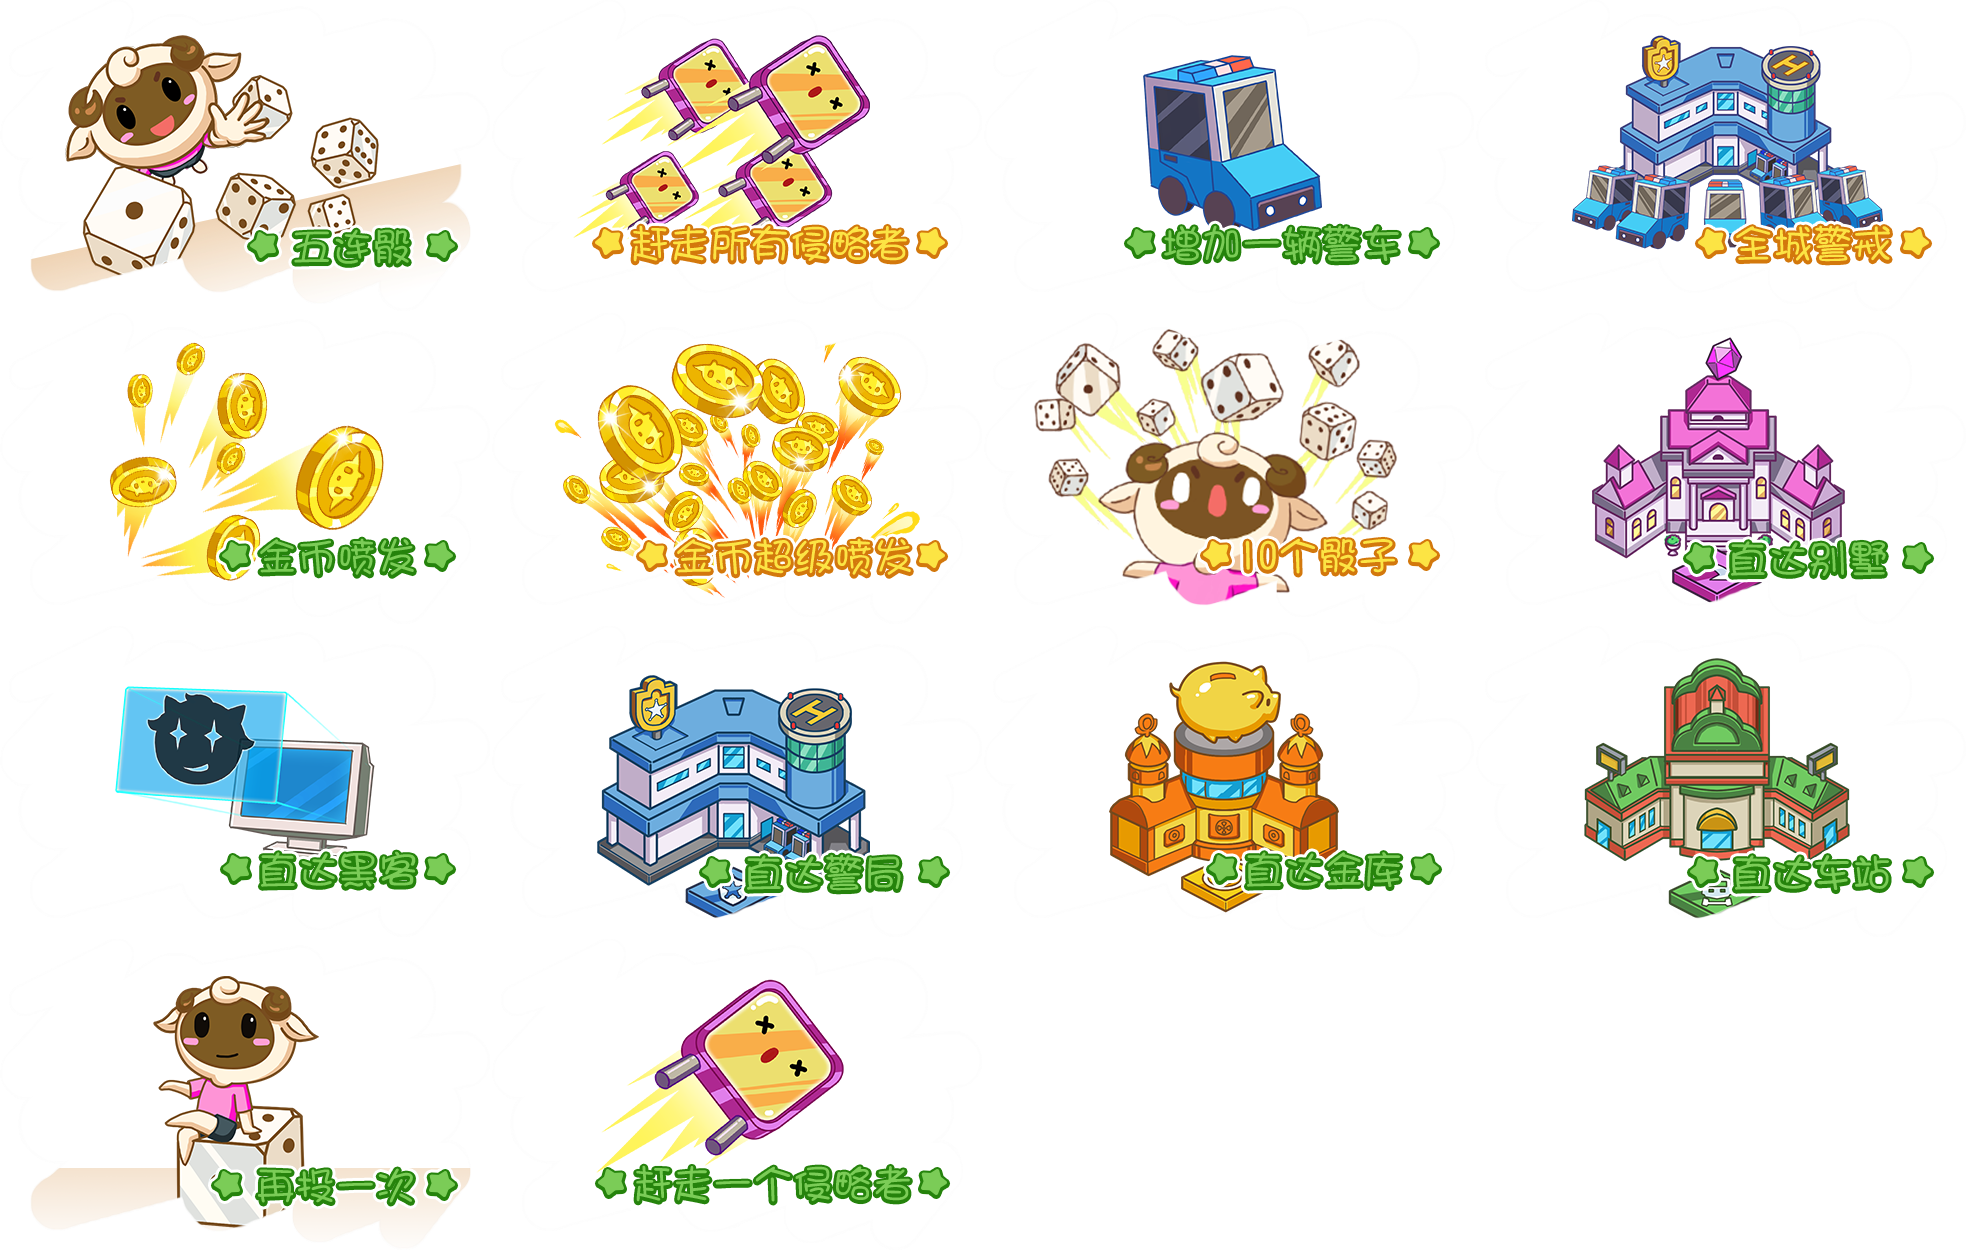 五连骰
赶走所有侵略者
增加一辆警车
全城警戒
金币喷发
金币超级喷发
10个骰子
直达别墅
直达黑客
直达警局
直达金库
直达车站
再投一次
赶走一个侵略者